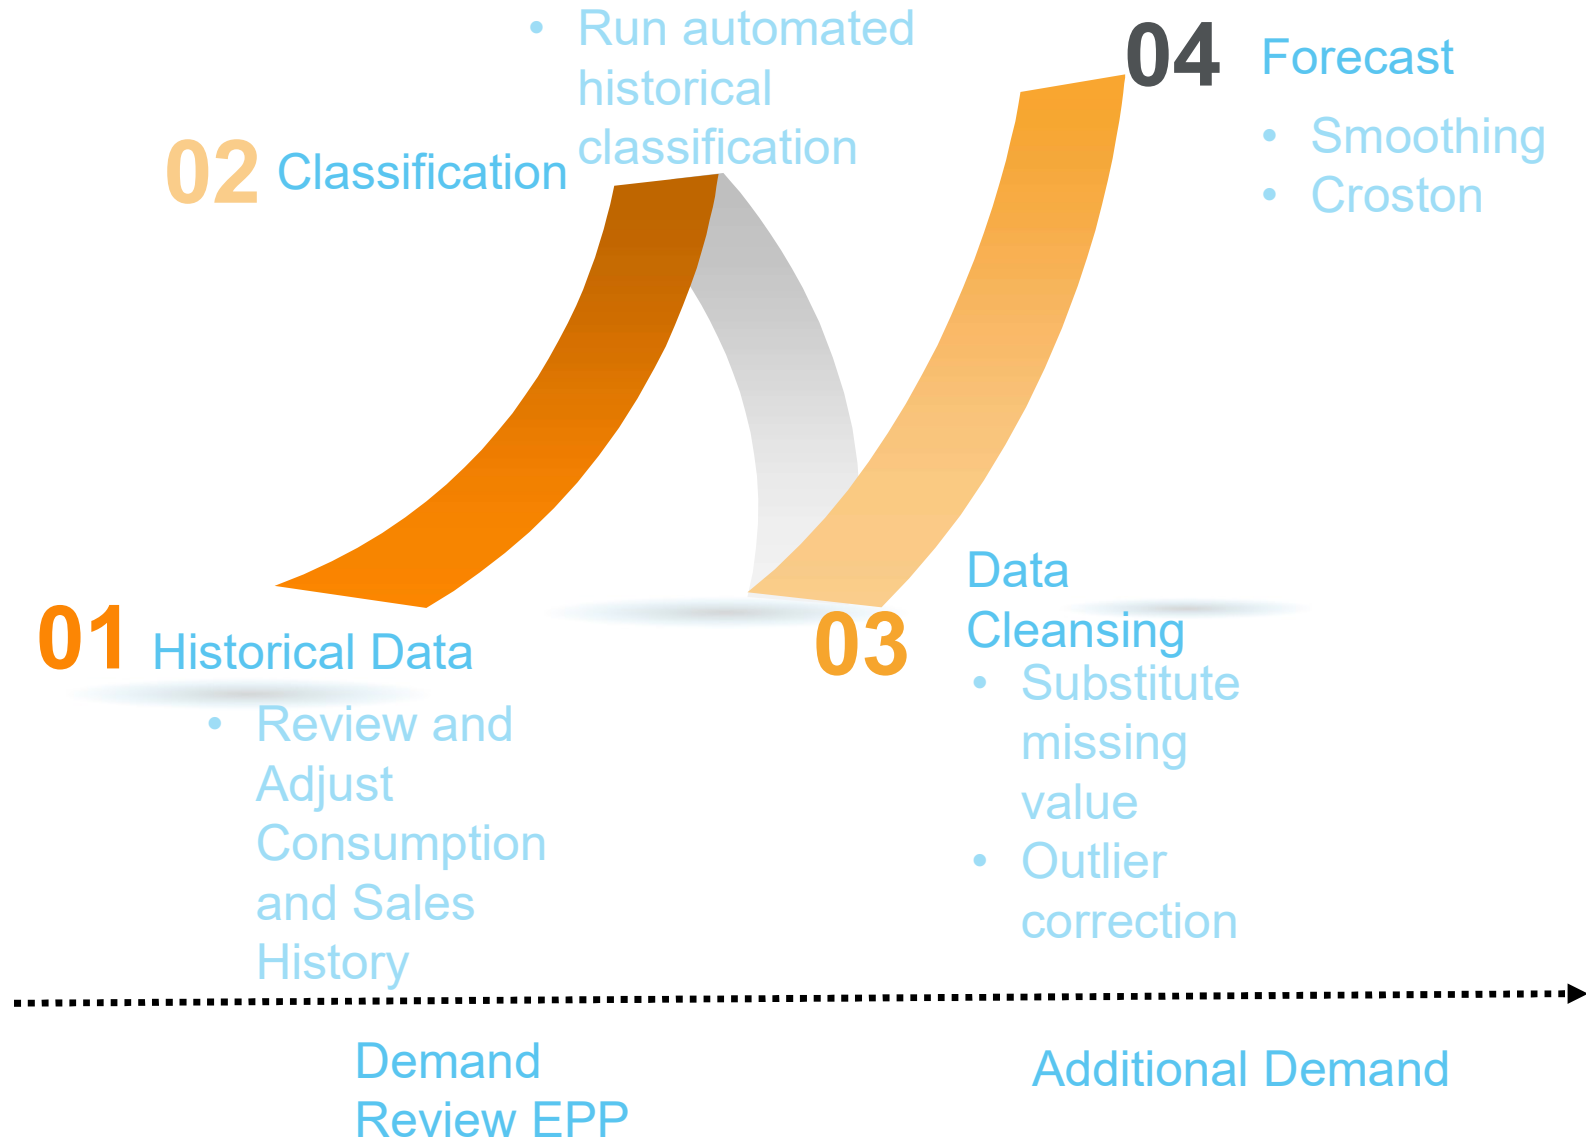 02
Classification
• Run automated
historical
classification
04
Forecast
• Smoothing
• Croston
01
Historical Data
• Review and
Adjust
Consumption
and Sales
History
03
Data
Cleansing
• Substitute
missing
value
• Outlier
correction
Demand
Review EPP
Additional Demand